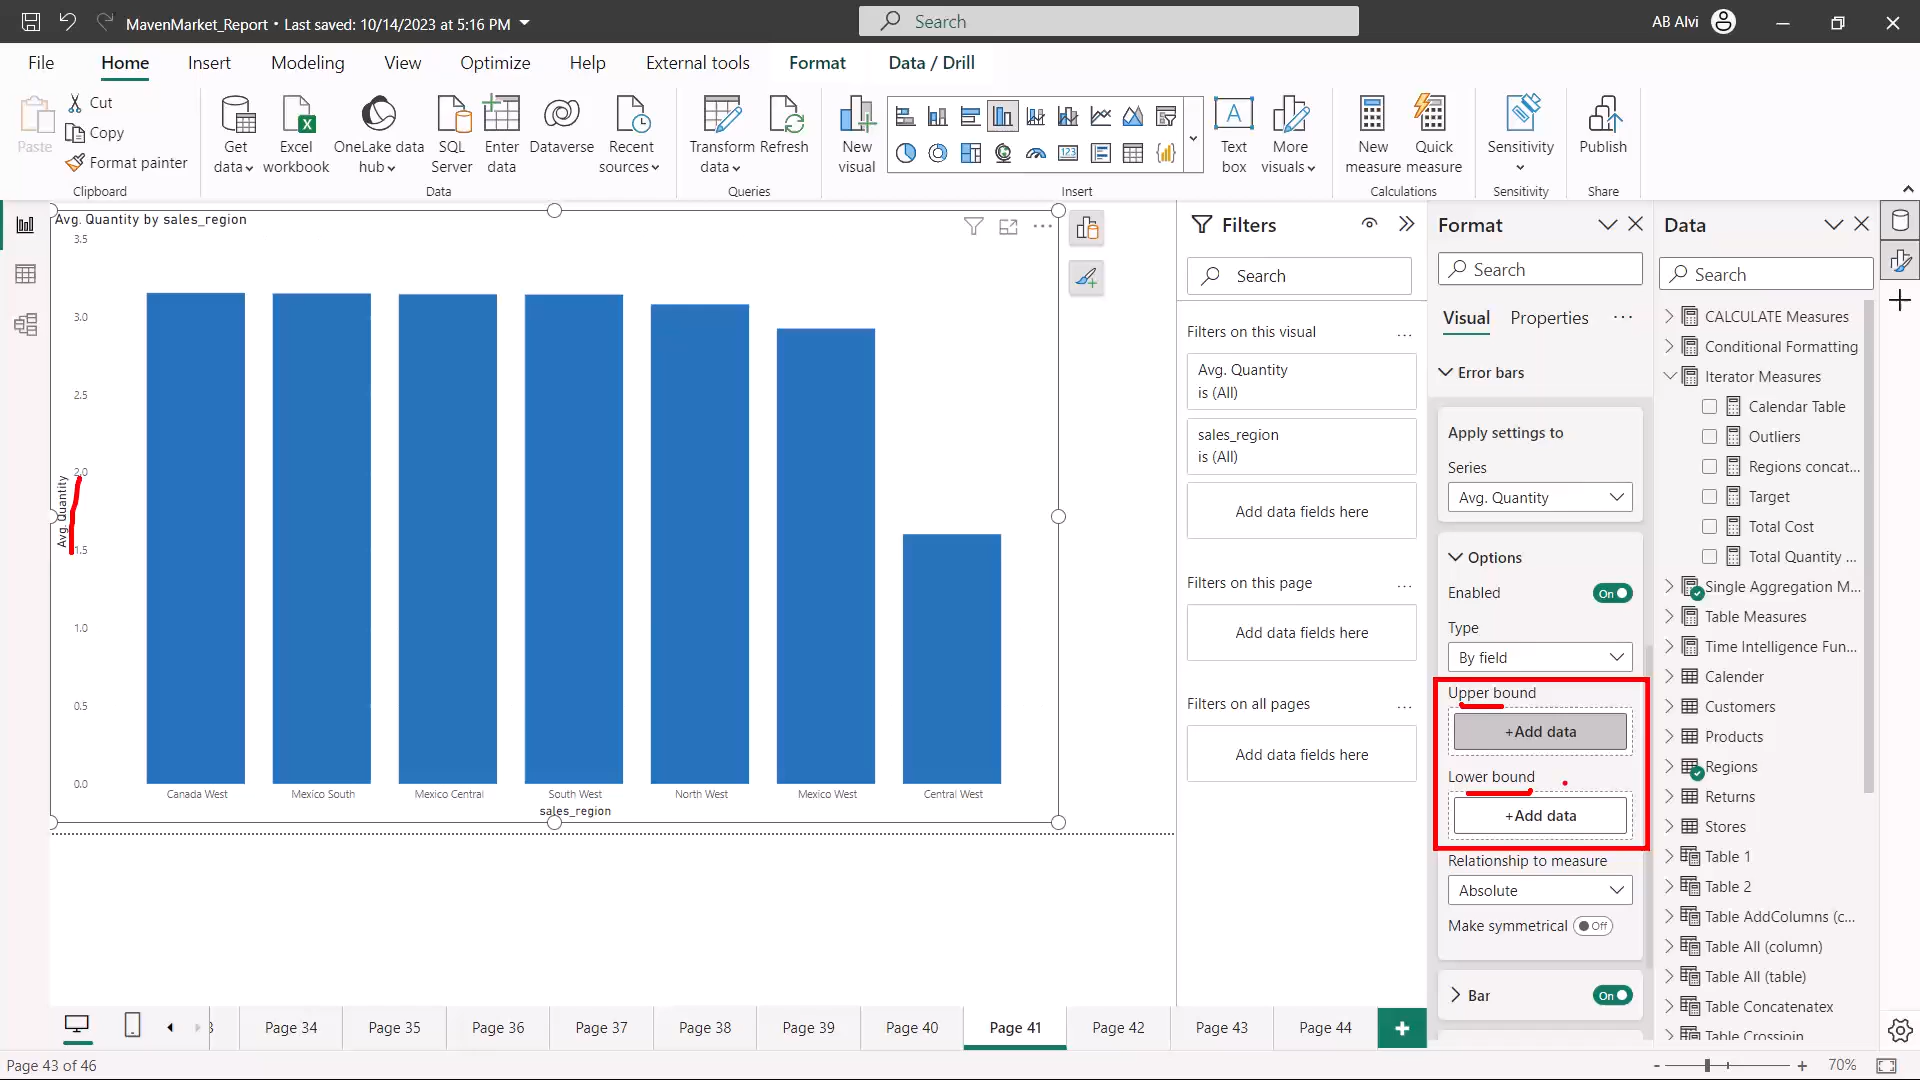 MavenMarket_Report • Last saved: 10/14/2023 at 5:16 PM
Search
AB Alvi
File
Home
Insert
Modeling
View
Optimize
Help
External tools
Format
Data / Drill
Paste
Cut
Copy
Format painter
Clipboard
Get data
Excel workbook
OneLake data hub
SQL Server
Enter data
Dataverse
Recent sources
Data
Transform data
Refresh
Queries
New visual
123
A
Text box
More visuals
Insert
New measure
Quick measure
Calculations
Sensitivity
Sensitivity
Publish
Share
Avg. Quantity by sales_region
3.5
3.0
2.5
2.0
1.5
1.0
0.5
0.0
Avg. Quantity
Canada West
Mexico South
Mexico Central
South West
North West
Mexico West
Central West
sales_region
Filters
Search
Filters on this visual
Avg. Quantity
is (All)
sales_region
is (All)
Add data fields here
Filters on this page
Add data fields here
Filters on all pages
Add data fields here
Format
Search
Visual
Properties
Error bars
Apply settings to
Series
Avg. Quantity
Options
Enabled
On
Type
By field
Upper bound
+Add data
Lower bound
+Add data
Relationship to measure
Absolute
Make symmetrical
Off
Bar
On
Data
Search
CALCULATE Measures
Conditional Formatting
Iterator Measures
Calendar Table
Outliers
Regions concat...
Target
Total Cost
Total Quantity ...
Single Aggregation M...
Table Measures
Time Intelligence Fun...
Calender
Customers
Products
Regions
Returns
Stores
Table 1
Table 2
Table AddColumns (c...
Table All (column)
Table All (table)
Table Concatenatex
Table Crossjoin
Page 34
Page 35
Page 36
Page 37
Page 38
Page 39
Page 40
Page 41
Page 42
Page 43
Page 44
Page 43 of 46
70%